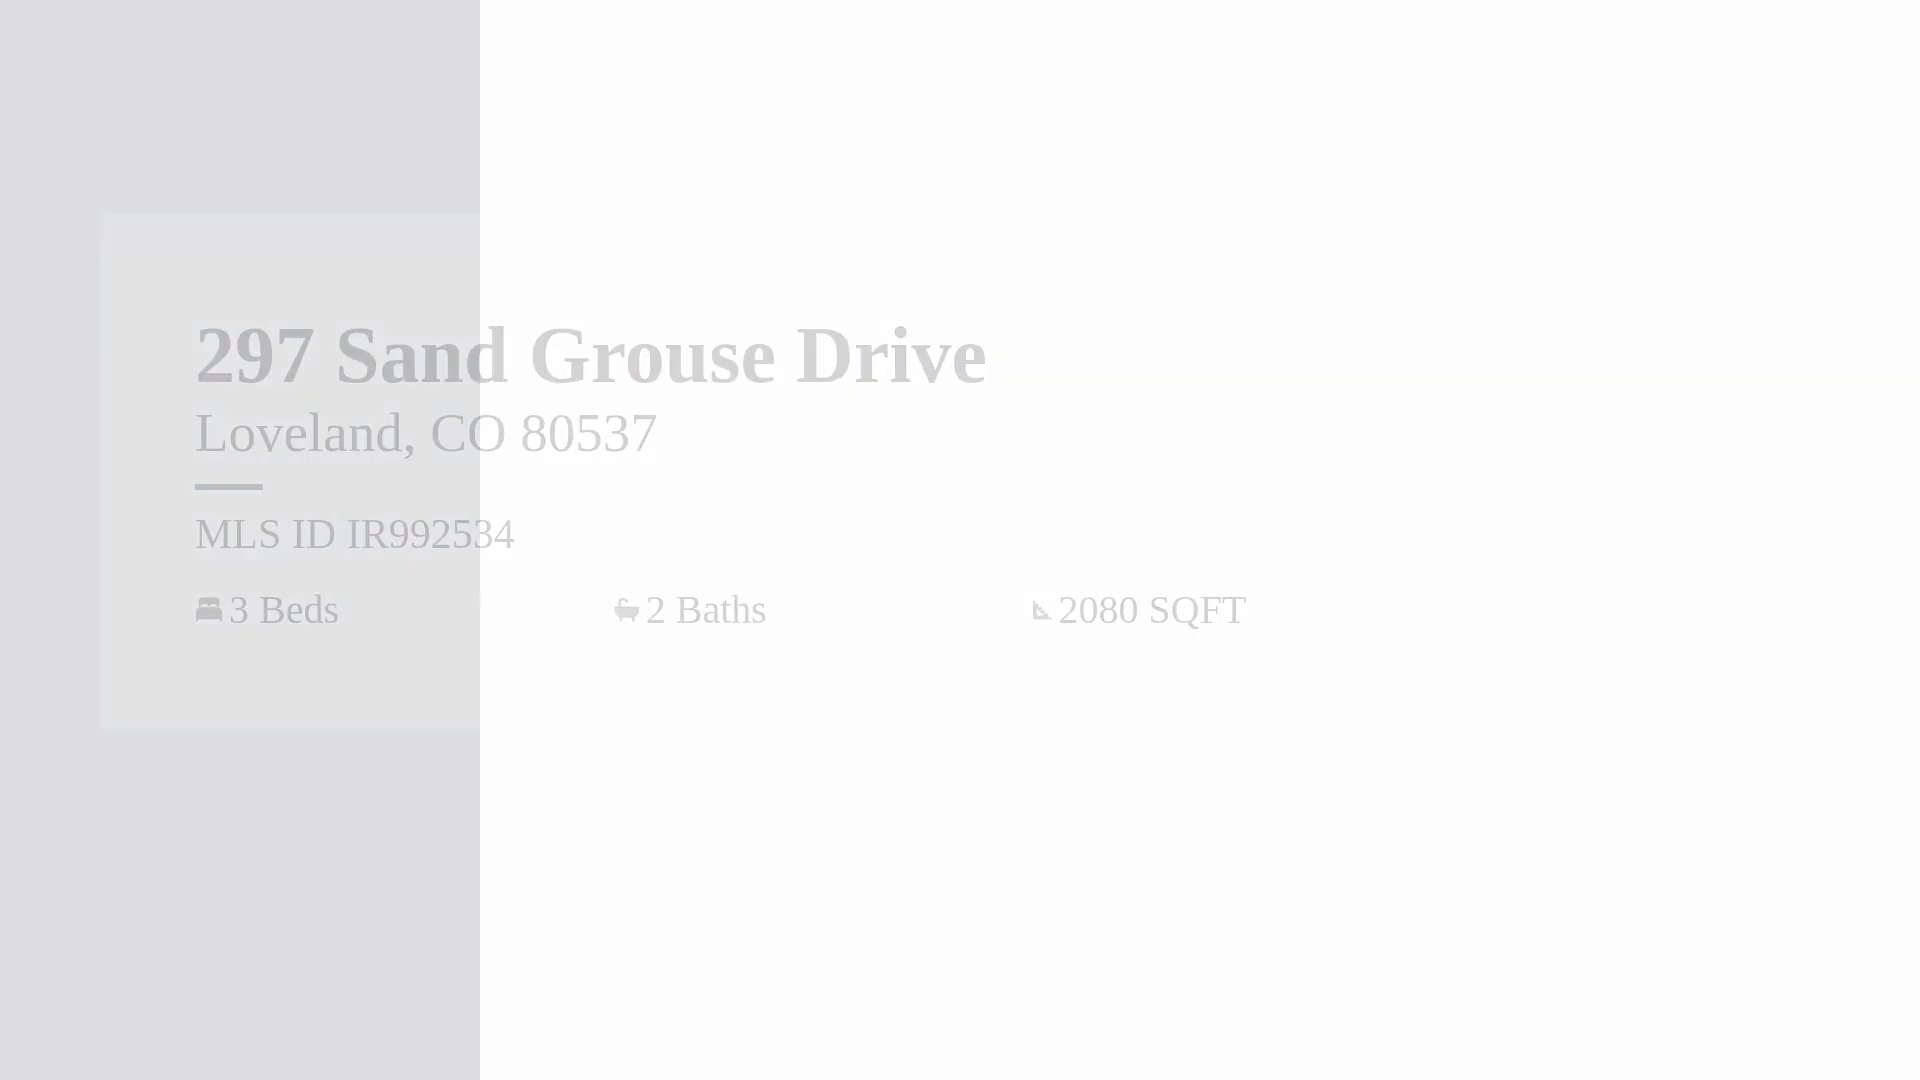 297 Sand Grouse Drive
Loveland, CO 80537
MLS ID IR992534
3 Beds 2 Baths 2080 SQFT